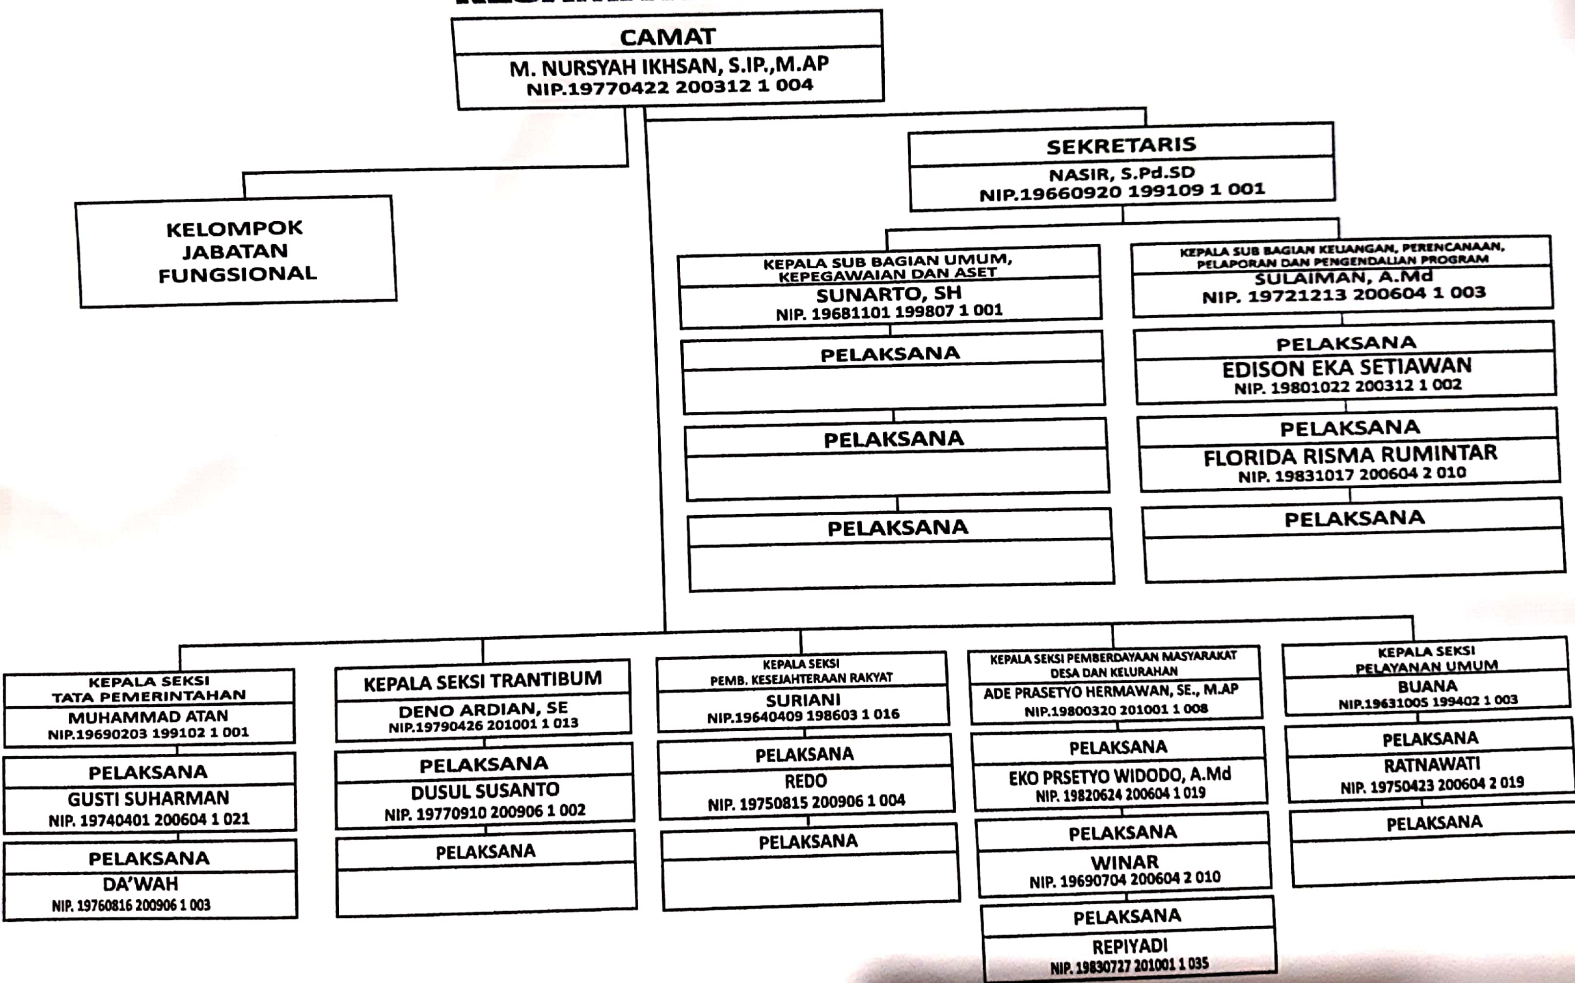 CAMAT
M. NURSYAH IKHSAN, S.IP.,M.AP
NIP.19770422 200312 1 004
SEKRETARIS
NASIR, S.Pd.SD
NIP.19660920 199109 1 001
KELOMPOK
JABATAN
FUNGSIONAL
KEPALA SUB BAGIAN UMUM,
KEPEGAWAIAN DAN ASET
SUNARTO, SH
NIP. 19681101 199807 1 001
PELAKSANA
PELAKSANA
PELAKSANA
KEPALA SUB BAGIAN KEUANGAN, PERENCANAAN,
PELAPORAN DAN PENGENDALIAN PROGRAM
SULAIMAN, A.Md
NIP. 19721213 200604 1 003
PELAKSANA
EDISON EKA SETIAWAN
NIP. 19801022 200312 1 002
PELAKSANA
FLORIDA RISMA RUMINTAR
NIP. 19831017 200604 2 010
PELAKSANA
KEPALA SEKSI
TATA PEMERINTAHAN
MUHAMMAD ATAN
NIP.19690203 199102 1 001
PELAKSANA
GUSTI SUHARMAN
NIP. 19740401 200604 1 021
PELAKSANA
DA'WAH
NIP. 19760816 200906 1 003
KEPALA SEKSI TRANTIBUM
DENO ARDIAN, SE
NIP.19790426 201001 1 013
PELAKSANA
DUSUL SUSANTO
NIP. 19770910 200906 1 002
PELAKSANA
KEPALA SEKSI
PEMB. KESEJAHTERAAN RAKYAT
SURIANI
NIP.19640409 198603 1 016
PELAKSANA
REDO
NIP. 19750815 200906 1 004
PELAKSANA
KEPALA SEKSI PEMBERDAYAAN MASYARAKAT
DESA DAN KELURAHAN
ADE PRASETYO HERMAWAN, SE., M.AP
NIP.19800320 201001 1 008
PELAKSANA
EKO PRSETYO WIDODO, A.Md
NIP. 19820624 200604 1 019
PELAKSANA
WINAR
NIP. 19690704 200604 2 010
PELAKSANA
REPIYADI
NIP. 19830727 201001 1 035
KEPALA SEKSI
PELAYANAN UMUM
BUANA
NIP.19631005 199402 1 003
PELAKSANA
RATNAWATI
NIP. 19750423 200604 2 019
PELAKSANA